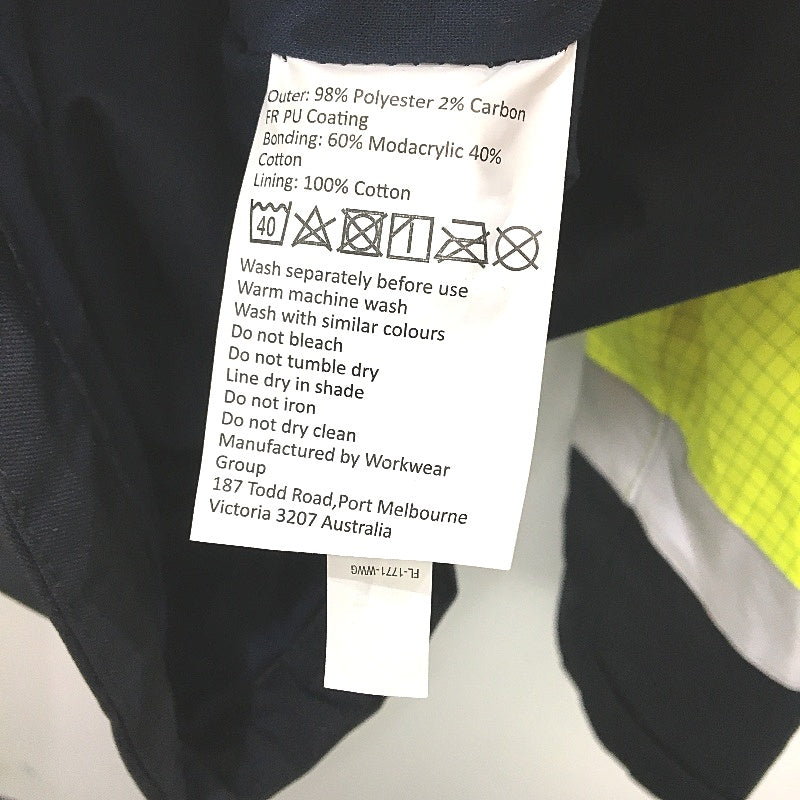 Outer: 98% Polyester 2% Carbon
FR PU Coating
Bonding: 60% Modacrylic 40%
Cotton
Lining: 100% Cotton
40
Wash separately before use
Warm machine wash
Wash with similar colours
Do not bleach
Do not tumble dry
Line dry in shade
Do not iron
Do not dry clean
Manufactured by Workwear
Group
187 Todd Road,Port Melbourne
Victoria 3207 Australia
FL-1771-WWG